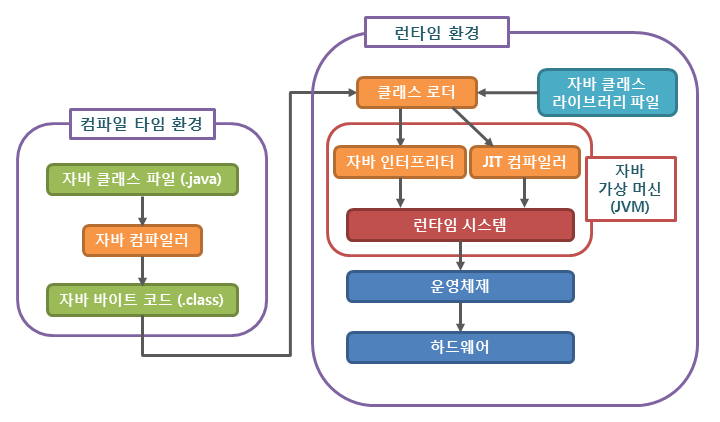 컴파일 타임 환경
자바 클래스 파일 (.java)
자바 컴파일러
자바 바이트 코드 (.class)
런타임 환경
클래스 로더
자바 클래스
라이브러리 파일
자바 인터프리터
JIT 컴파일러
자바
가상 머신
(JVM)
런타임 시스템
운영체제
하드웨어